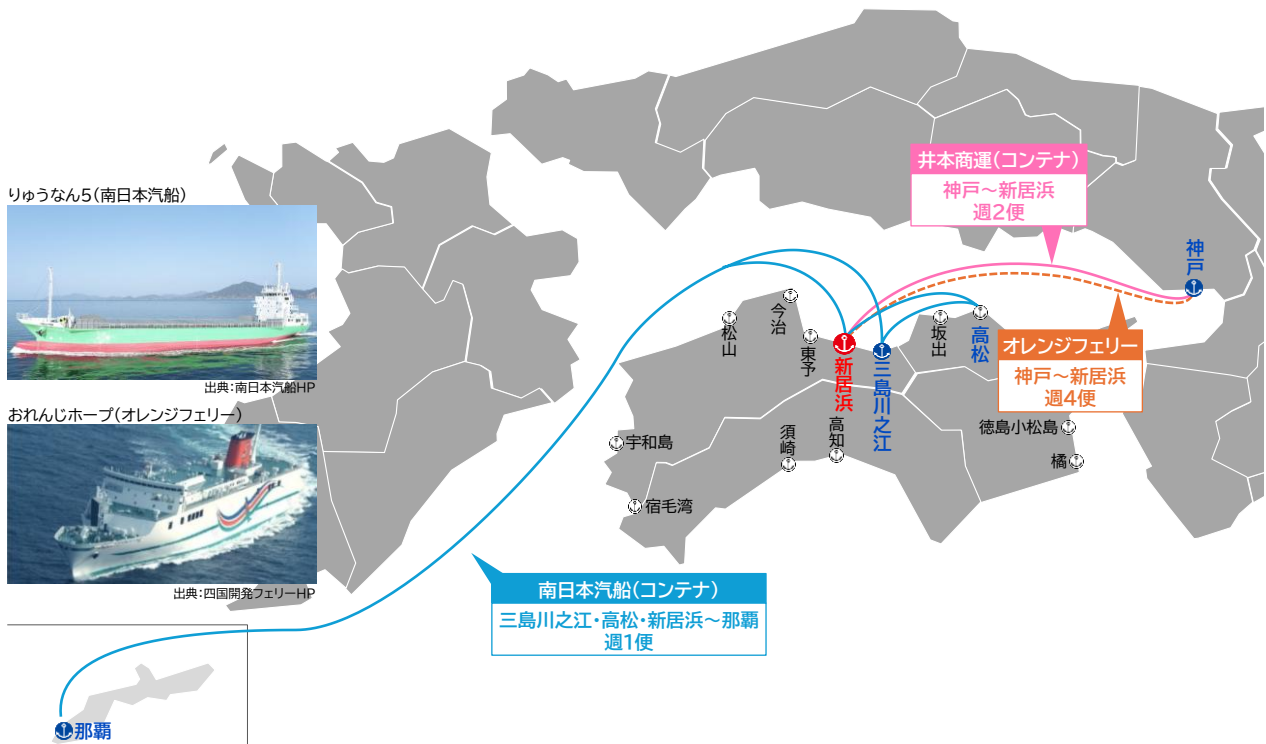 りゅうなん5(南日本汽船)
出典:南日本汽船HP
おれんじホープ(オレンジフェリー)
出典:四国開発フェリーHP
那覇
井本商運(コンテナ)
神戸～新居浜
週2便
神戸
オレンジフェリー
神戸～新居浜
週4便
今治
松山
東予
新居浜
三島川之江
坂出
高松
宇和島
須崎
高知
徳島小松島
橘
宿毛湾
南日本汽船(コンテナ)
三島川之江・高松・新居浜～那覇
週1便